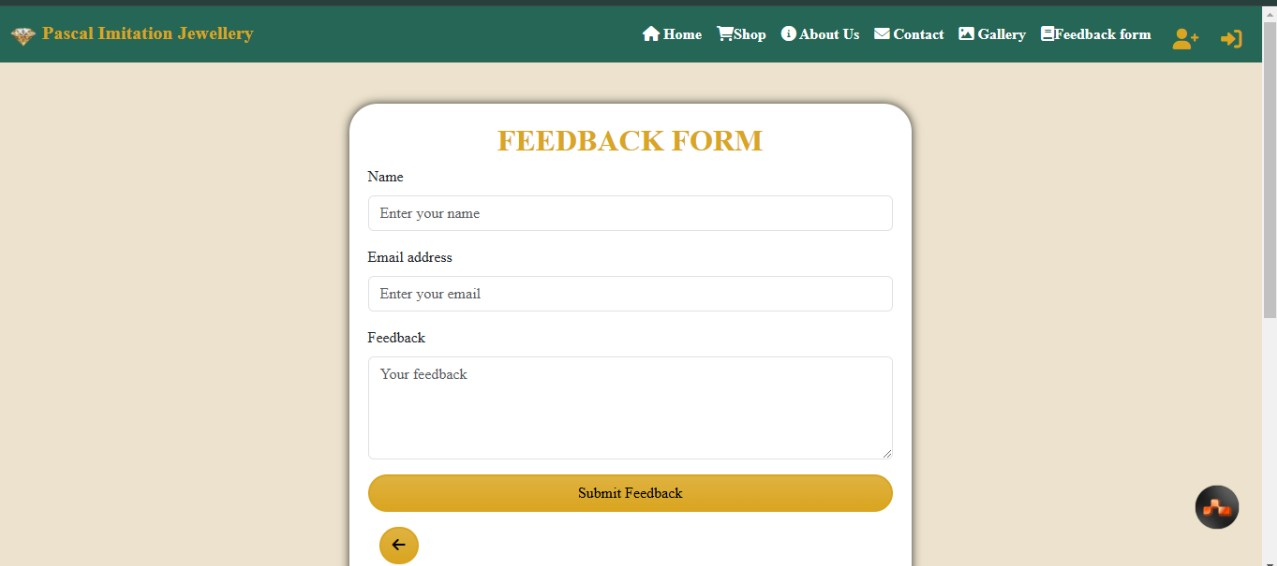 Pascal Imitation Jewellery Home Shop About Us Contact Gallery Feedback form
FEEDBACK FORM
Name
Enter your name
Email address
Enter your email
Feedback
Your feedback
Submit Feedback